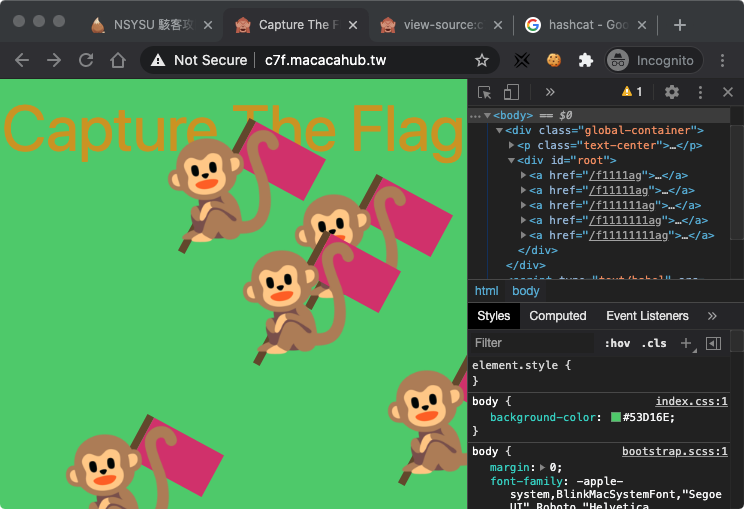 NSYSU 駭客攻
Capture The F
view-source:c
hashcat - Goo
Not Secure
c7f.macacahub.tw
Incognito
Capture The Flag
1
<body> == $0
<div class="global-container">
<p class="text-center">…</p>
<div id="root">
<a href="/f11111ag">…</a>
<a href="/f11111ag">…</a>
<a href="/f111111ag">…</a>
<a href="/f1111111ag">…</a>
<a href="/f11111111ag">…</a>
</div>
</div>
html body
Styles Computed Event Listeners »
Filter :hov .cls
element.style {
}
body { index.css:1
background-color: #53D16E;
}
body { bootstrap.scss:1
margin: 0;
font-family: -apple-
system,BlinkMacSystemFont,"Segoe
UI",Roboto,"Helvetica